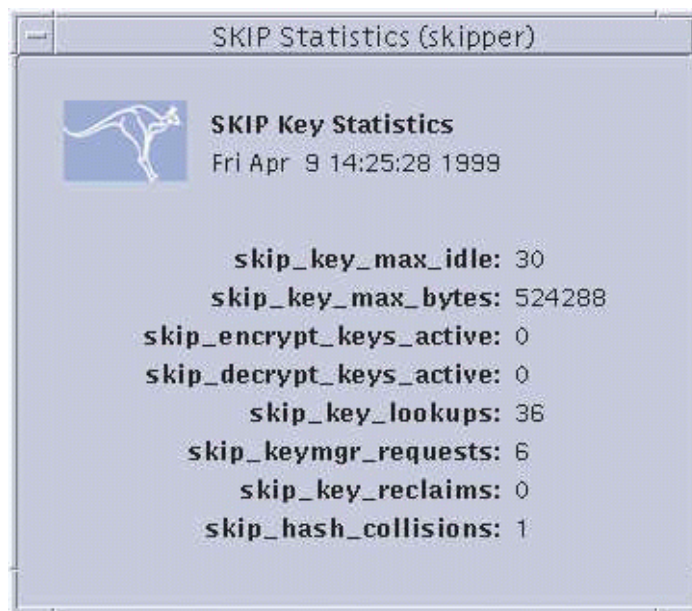 SKIP Statistics (skipper)
SKIP Key Statistics
Fri Apr 9 14:25:28 1999
skip_key_max_idle: 30
skip_key_max_bytes: 524288
skip_encrypt_keys_active: 0
skip_decrypt_keys_active: 0
skip_key_lookups: 36
skip_keymgr_requests: 6
skip_key_reclaims: 0
skip_hash_collisions: 1